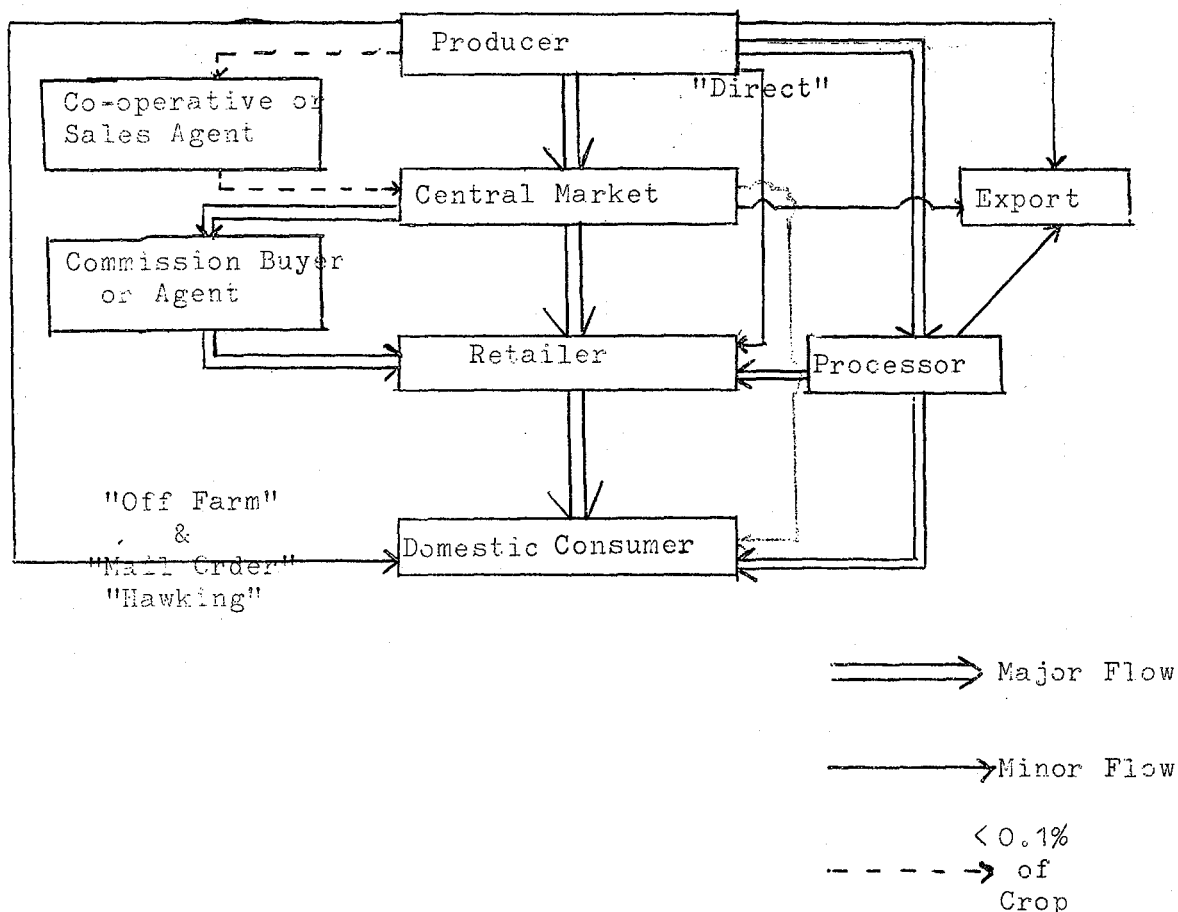 Producer
"Direct"
Co-operative or
Sales Agent
Central Market
Export
Commission Buyer
or Agent
Retailer
Processor
"Off Farm"
&
"Mail Order"
"Hawking"
Domestic Consumer
Major Flow
Minor Flow
<0.1%
of
Crop